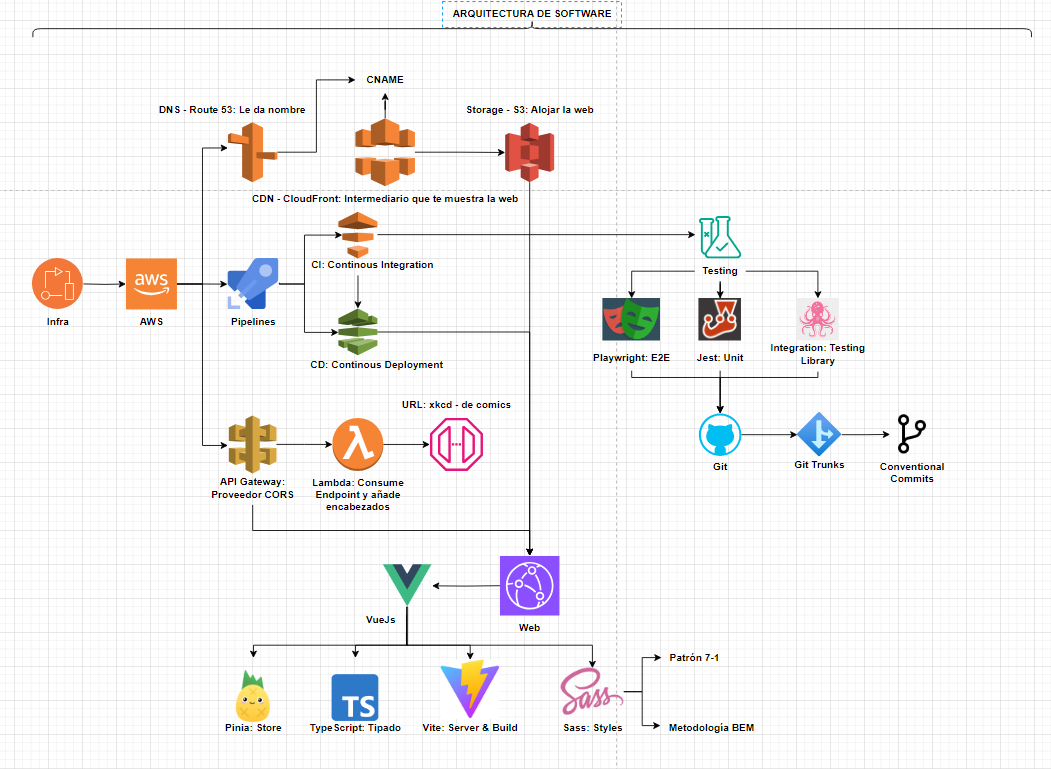 ARQUITECTURA DE SOFTWARE
CNAME
DNS - Route 53: Le da nombre
Storage - S3: Alojar la web
CDN - CloudFront: Intermediario que te muestra la web
CI: Continous Integration
Testing
aws
Infra
AWS
Pipelines
Playwright: E2E
Jest: Unit
Integration: Testing
Library
CD: Continous Deployment
URL: xkcd - de comics
Git
Git Trunks
Conventional
Commits
API Gateway:
Proveedor CORS
Lambda: Consume
Endpoint y añade
encabezados
VueJs
Web
Patrón 7-1
TS
Sass
Pinia: Store
TypeScript: Tipado
Vite: Server & Build
Sass: Styles
Metodología BEM